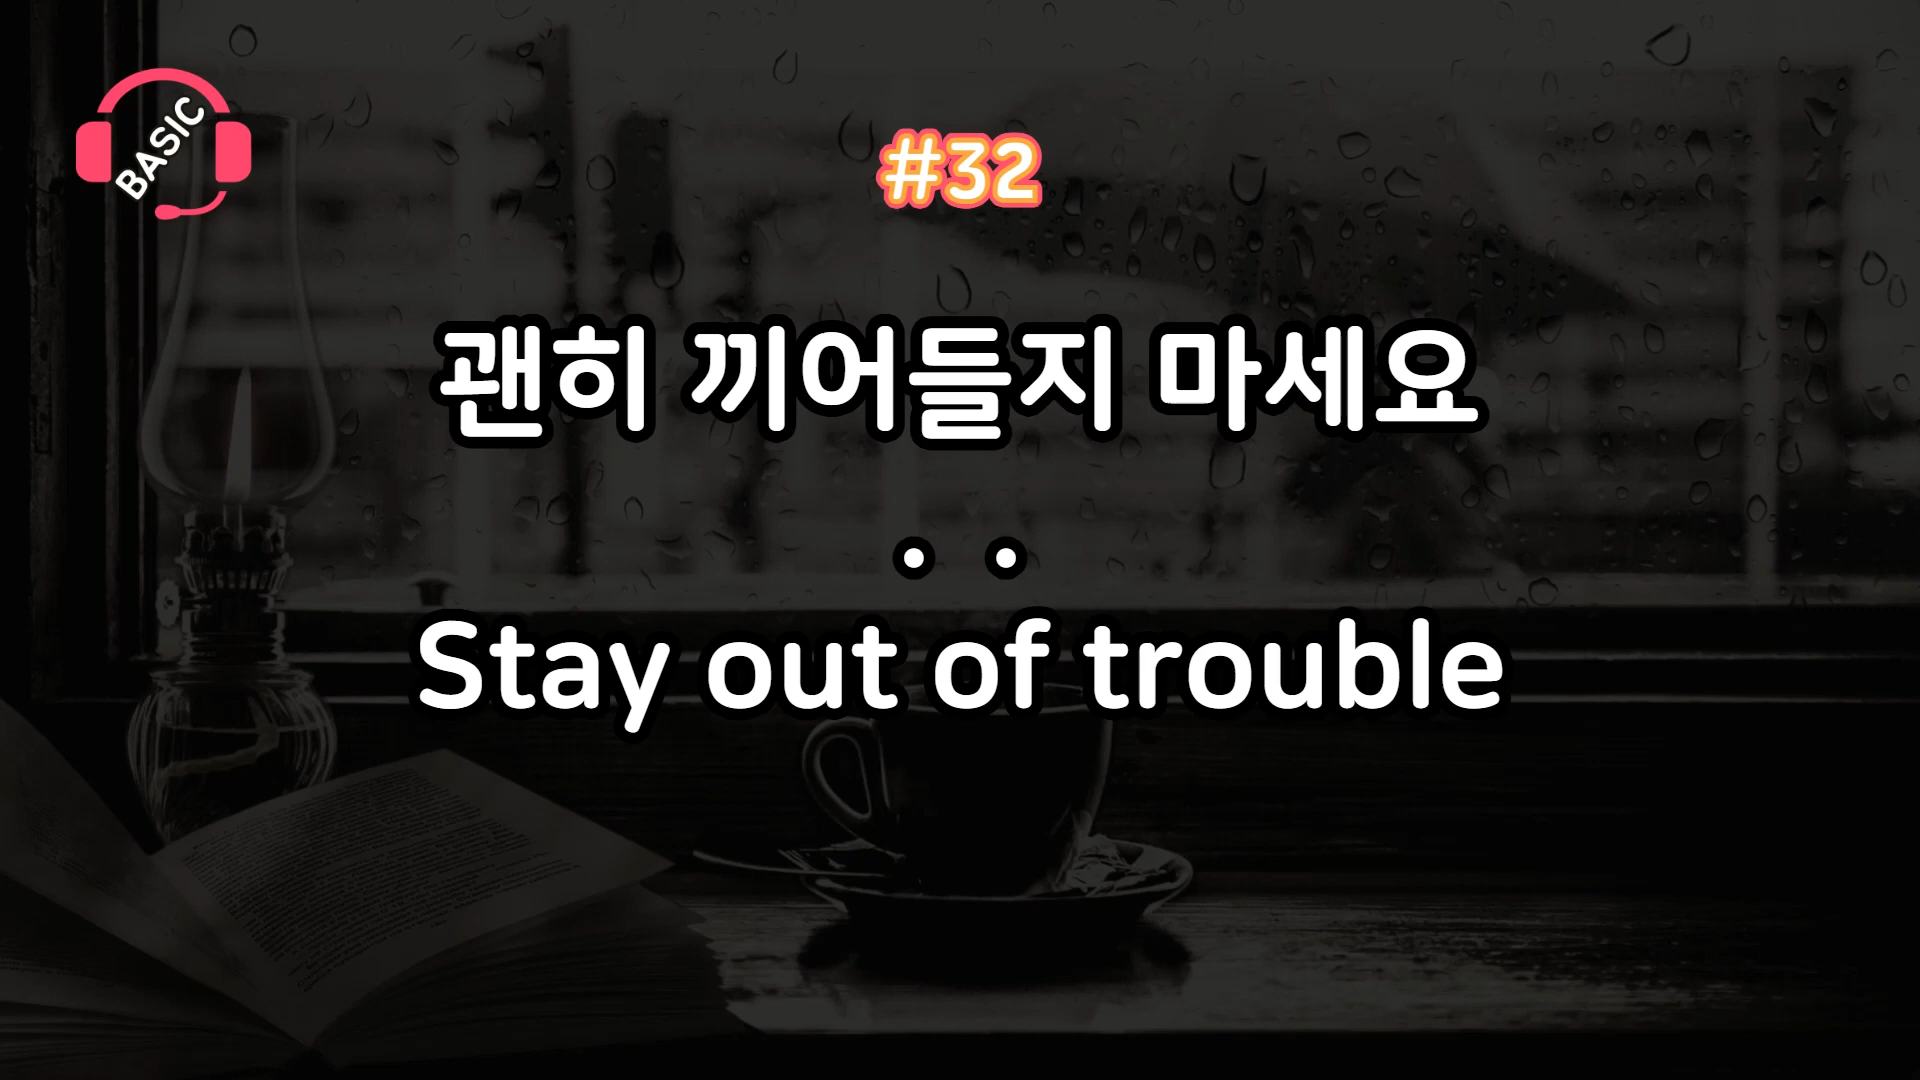 BASIC
#32
괜히 끼어들지 마세요
. .
Stay out of trouble